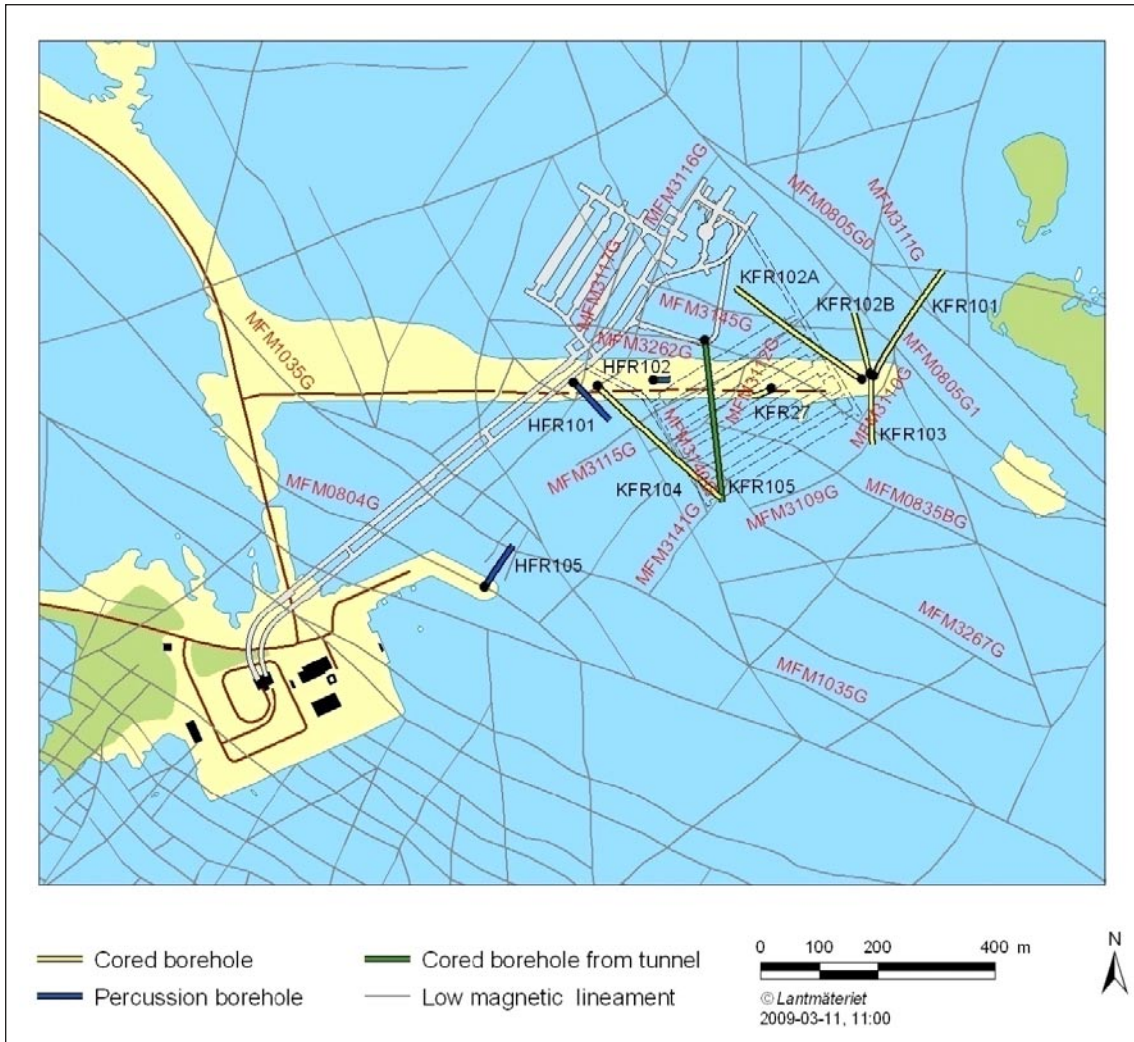 MFM3116G
MFM0805G0
MFM3111G
MFM3117G
KFR102A
KFR102B
KFR101
MFM3145G
MFM1035G
MFM3262G
MFM3112G
HFR102
MFM0805G1
KFR27
MFM3110G
HFR101
KFR103
MFM3115G
KFR104
KFR105
MFM3109G
MFM0835BG
MFM0804G
MFM3141G
HFR105
MFM3267G
MFM1035G
Cored borehole
Cored borehole from tunnel
Percussion borehole
Low magnetic lineament
0 100 200 400 m
N
© Lantmäteriet
2009-03-11, 11:00